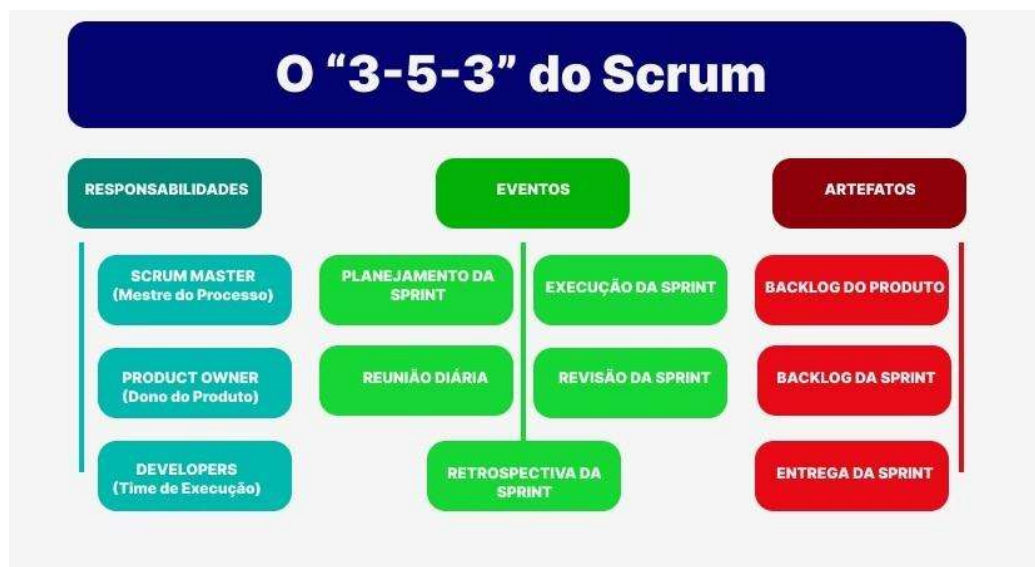 O “3-5-3” do Scrum
RESPONSABILIDADES
SCRUM MASTER
(Mestre do Processo)
PRODUCT OWNER
(Dono do Produto)
DEVELOPERS
(Time de Execução)
EVENTOS
PLANEJAMENTO DA
SPRINT
EXECUÇÃO DA SPRINT
REUNIÃO DIÁRIA
REVISÃO DA SPRINT
RETROSPECTIVA DA
SPRINT
ARTEFATOS
BACKLOG DO PRODUTO
BACKLOG DA SPRINT
ENTREGA DA SPRINT